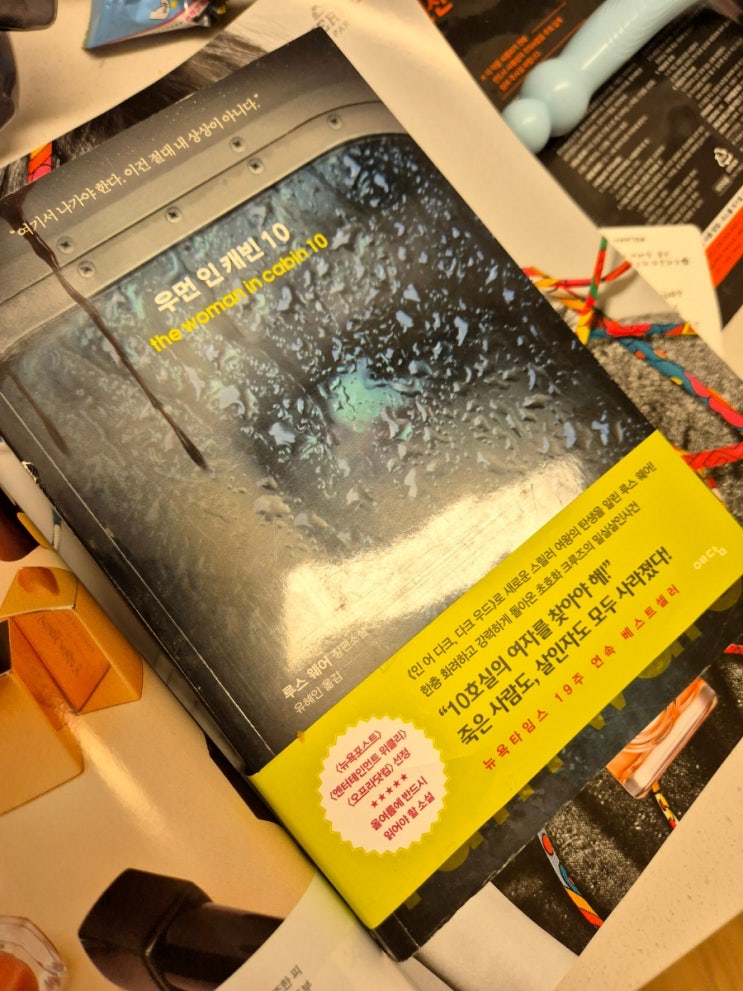 "여기서 나가야 한다. 이건 절대 내 상상이 아니다."
우먼 인 캐빈 10
the woman in cabin 10
루스 웨어 장편소설
유혜인 옮김
《인 어 다크, 다크 우드》로 새로운 스릴러 여왕의 탄생을 알린 루스 웨어!
한층 화려하고 강력하게 돌아온 초호화 크루즈의 밀실살인사건
"10호실의 여자를 찾아야 해!"
죽은 사람도, 살인자도 모두 사라졌다!
뉴욕타임스 19주 연속 베스트셀러
예담
〈뉴욕포스트〉
〈엔터테인먼트 위클리〉
〈오프라닷컴〉 선정
★★★★★
올여름에 반드시
읽어야 할 소설